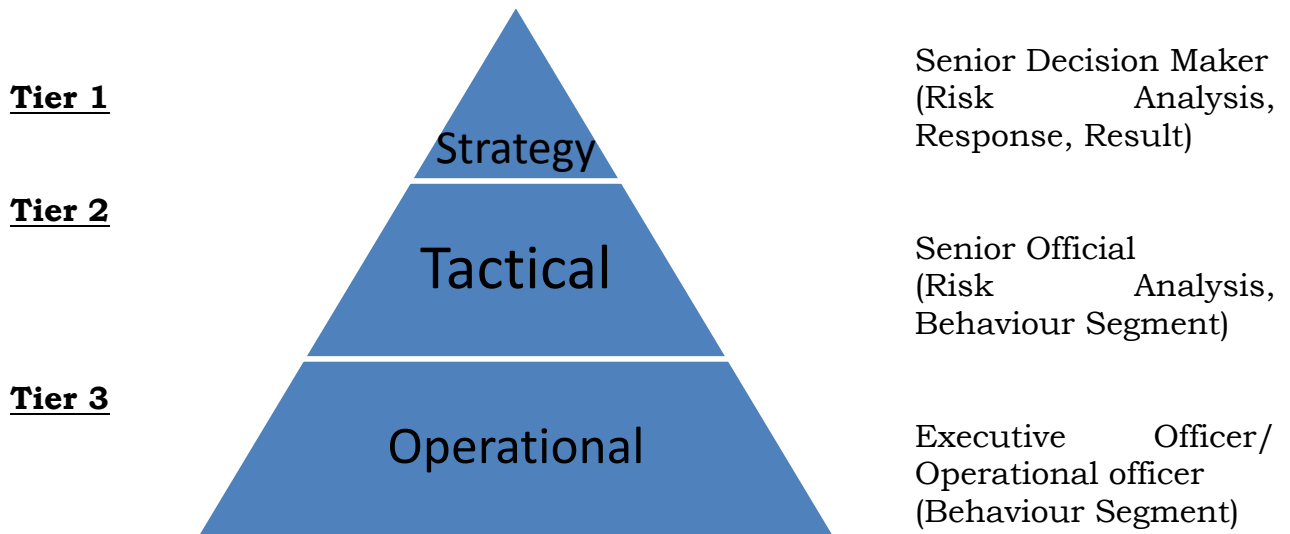 Tier 1
Strategy
Senior Decision Maker
(Risk Analysis,
Response, Result)
Tier 2
Tactical
Senior Official
(Risk Analysis,
Behaviour Segment)
Tier 3
Operational
Executive Officer/
Operational officer
(Behaviour Segment)